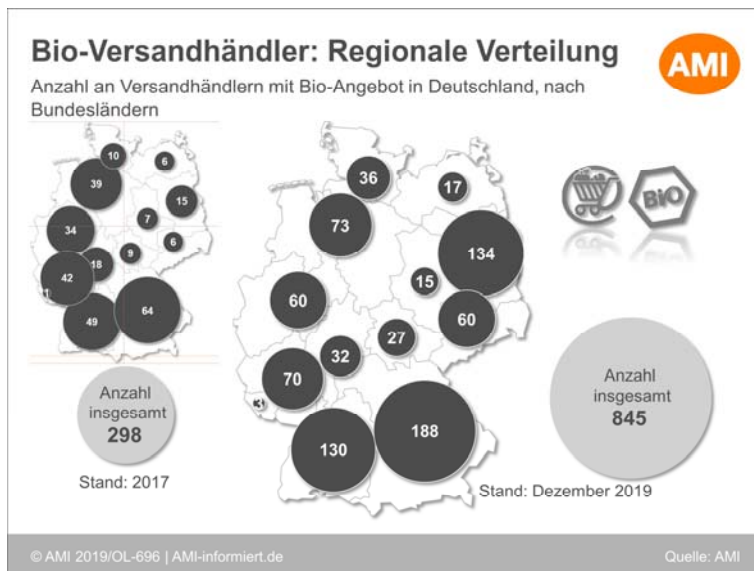 Bio-Versandhändler: Regionale Verteilung
AMI
Anzahl an Versandhändlern mit Bio-Angebot in Deutschland, nach
Bundesländern
10
6
39
15
7
34
6
9
18
42
1
64
49
Anzahl
insgesamt
298
Stand: 2017
36
17
73
134
15
60
60
27
32
70
3
188
130
BiO
Anzahl
insgesamt
845
Stand: Dezember 2019
© AMI 2019/OL-696 | AMI-informiert.de
Quelle: AMI